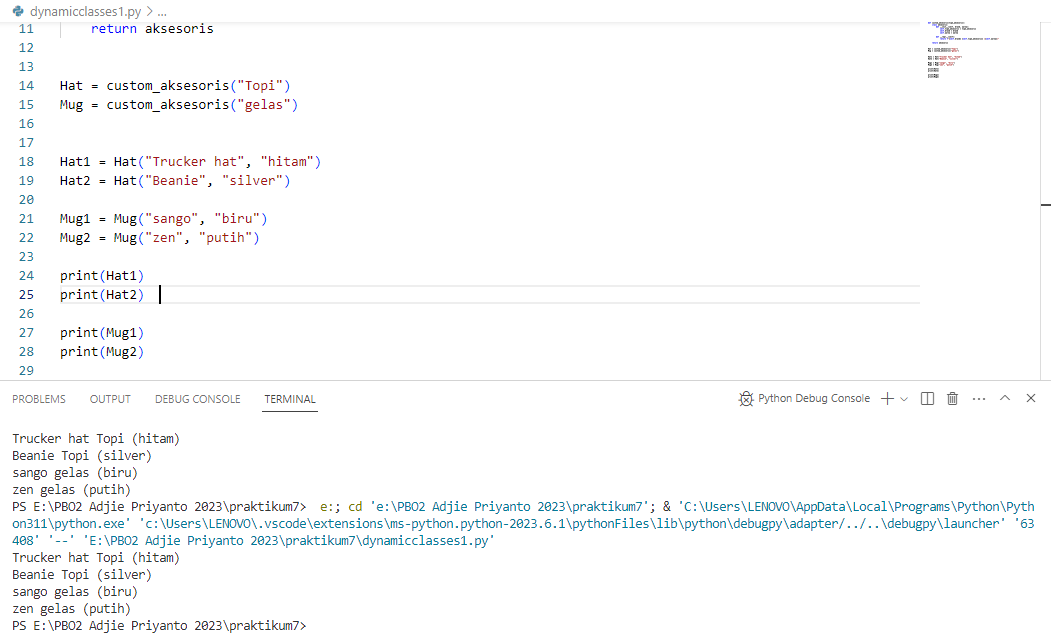 dynamicclasses1.py > ...
11 return aksesoris
12
13
14 Hat = custom_aksesoris("Topi")
15 Mug = custom_aksesoris("gelas")
16
17
18 Hat1 = Hat("Trucker hat", "hitam")
19 Hat2 = Hat("Beanie", "silver")
20
21 Mug1 = Mug("sango", "biru")
22 Mug2 = Mug("zen", "putih")
23
24 print(Hat1)
25 print(Hat2)
26
27 print(Mug1)
28 print(Mug2)
29
PROBLEMS OUTPUT DEBUG CONSOLE TERMINAL Python Debug Console
Trucker hat Topi (hitam)
Beanie Topi (silver)
sango gelas (biru)
zen gelas (putih)
PS E:\PBO2 Adjie Priyanto 2023\praktikum7> e:; cd 'e:\PBO2 Adjie Priyanto 2023\praktikum7'; & 'C:\Users\LENOVO\AppData\Local\Programs\Python\Pyth
on311\python.exe' 'c:\Users\LENOVO\.vscode\extensions\ms-python.python-2023.6.1\pythonFiles\lib\python\debugpy\adapter/../..\debugpy\launcher' '63
408' '--' 'E:\PBO2 Adjie Priyanto 2023\praktikum7\dynamicclasses1.py'
Trucker hat Topi (hitam)
Beanie Topi (silver)
sango gelas (biru)
zen gelas (putih)
PS E:\PBO2 Adjie Priyanto 2023\praktikum7>